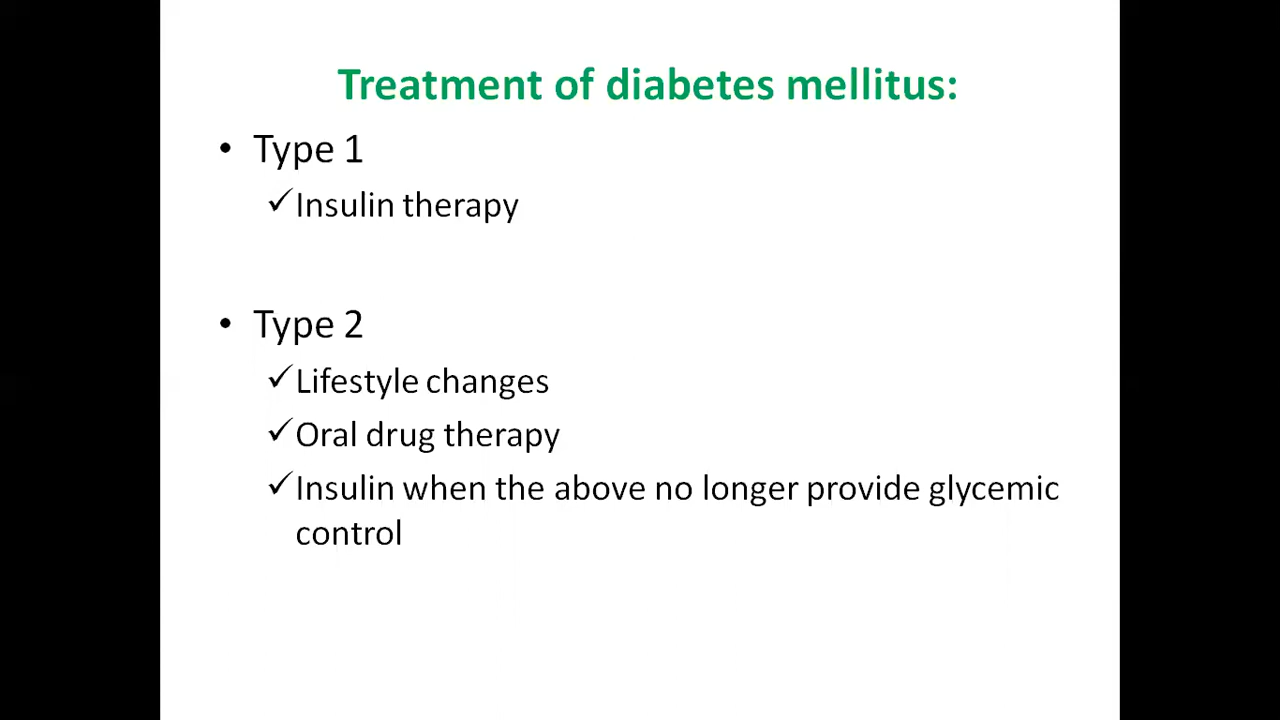 Treatment of diabetes mellitus:
• Type 1
✓Insulin therapy
• Type 2
✓Lifestyle changes
✓Oral drug therapy
✓Insulin when the above no longer provide glycemic
control